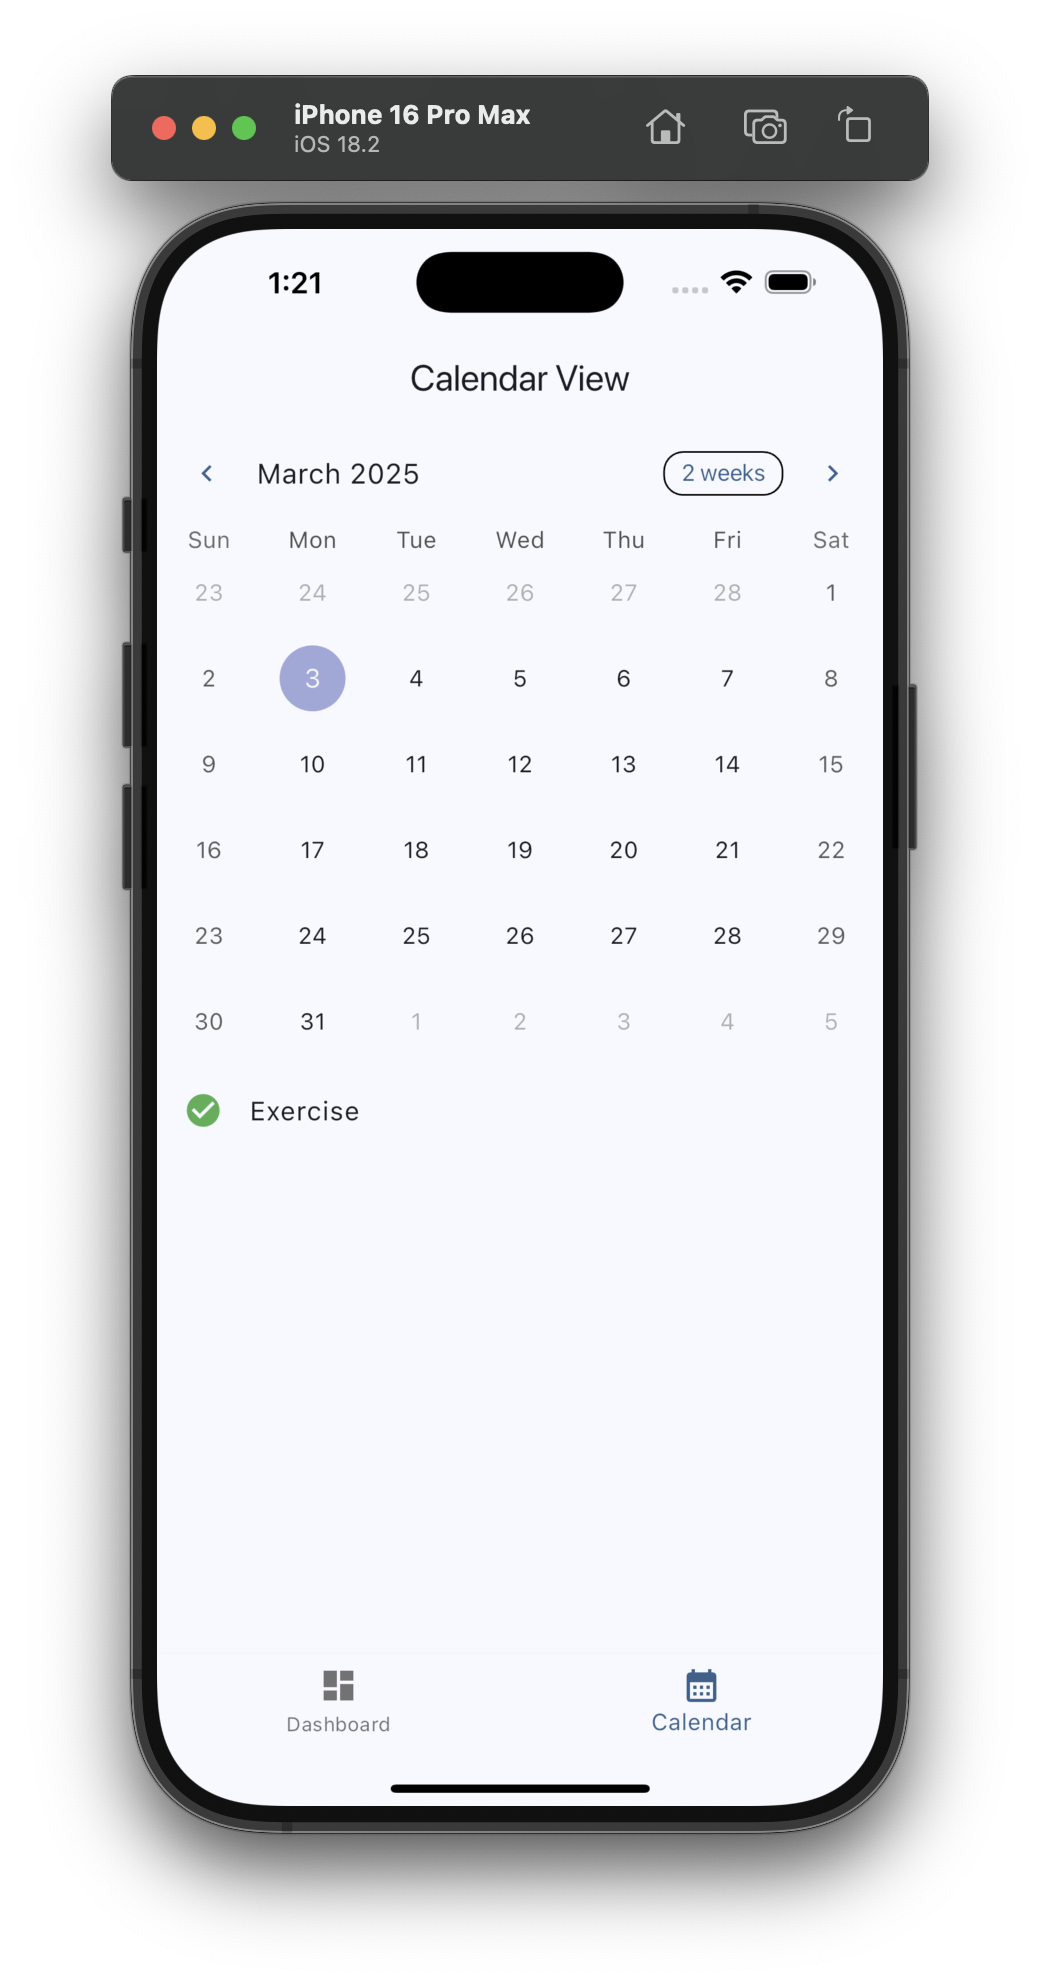 iPhone 16 Pro Max
iOS 18.2
1:21
Calendar View
March 2025 2 weeks
Sun Mon Tue Wed Thu Fri Sat
23 24 25 26 27 28 1
2 3 4 5 6 7 8
9 10 11 12 13 14 15
16 17 18 19 20 21 22
23 24 25 26 27 28 29
30 31 1 2 3 4 5
Exercise
Dashboard Calendar